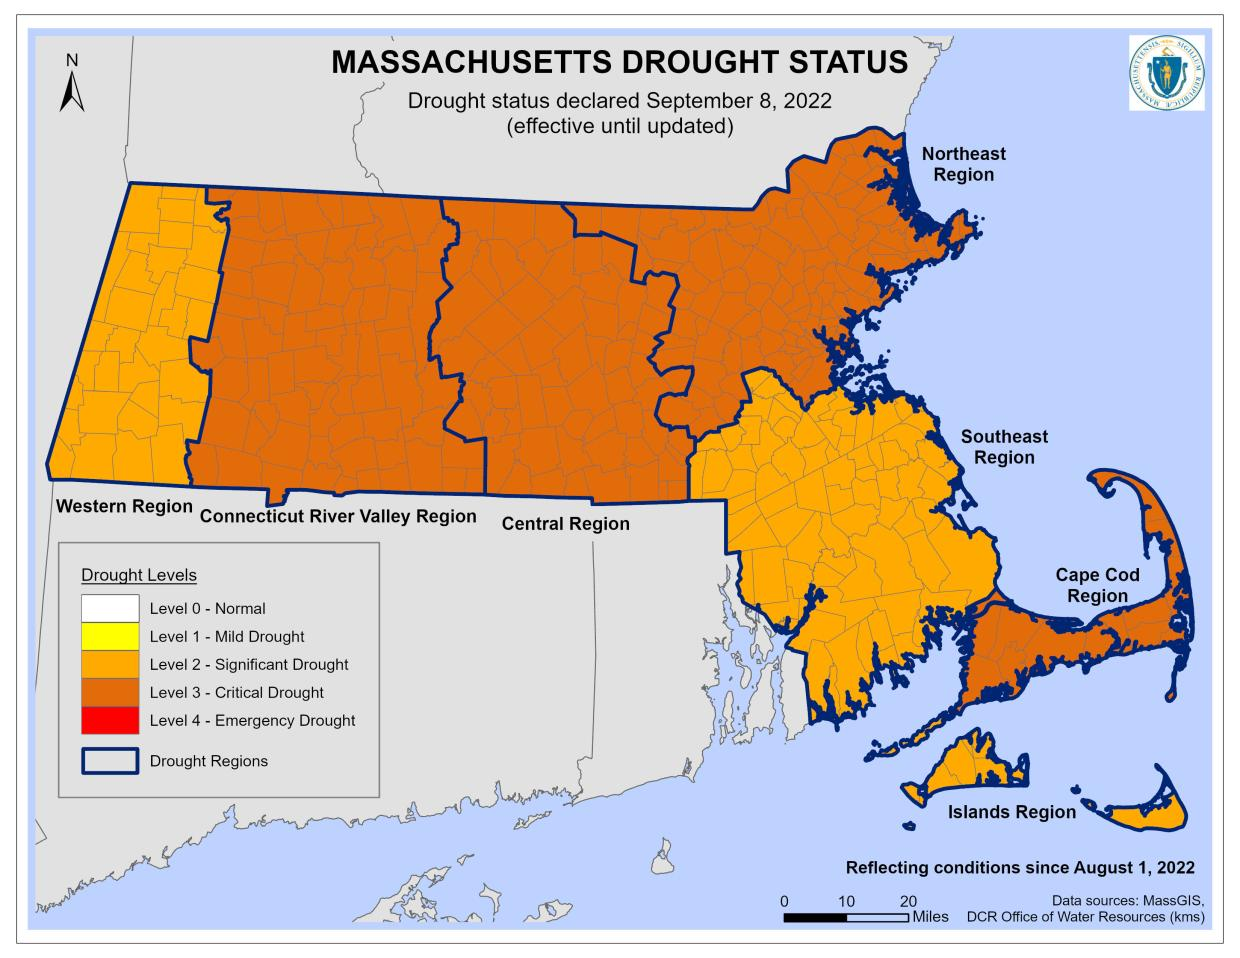 N
MASSACHUSETTS DROUGHT STATUS
Drought status declared September 8, 2022
(effective until updated)
Northeast
Region
Southeast
Region
Cape Cod
Region
Western Region
Connecticut River Valley Region
Central Region
Islands Region
Drought Levels
Level 0 - Normal
Level 1 - Mild Drought
Level 2 - Significant Drought
Level 3 - Critical Drought
Level 4 - Emergency Drought
Drought Regions
Reflecting conditions since August 1, 2022
0 10 20
Miles
Data sources: MassGIS,
DCR Office of Water Resources (kms)